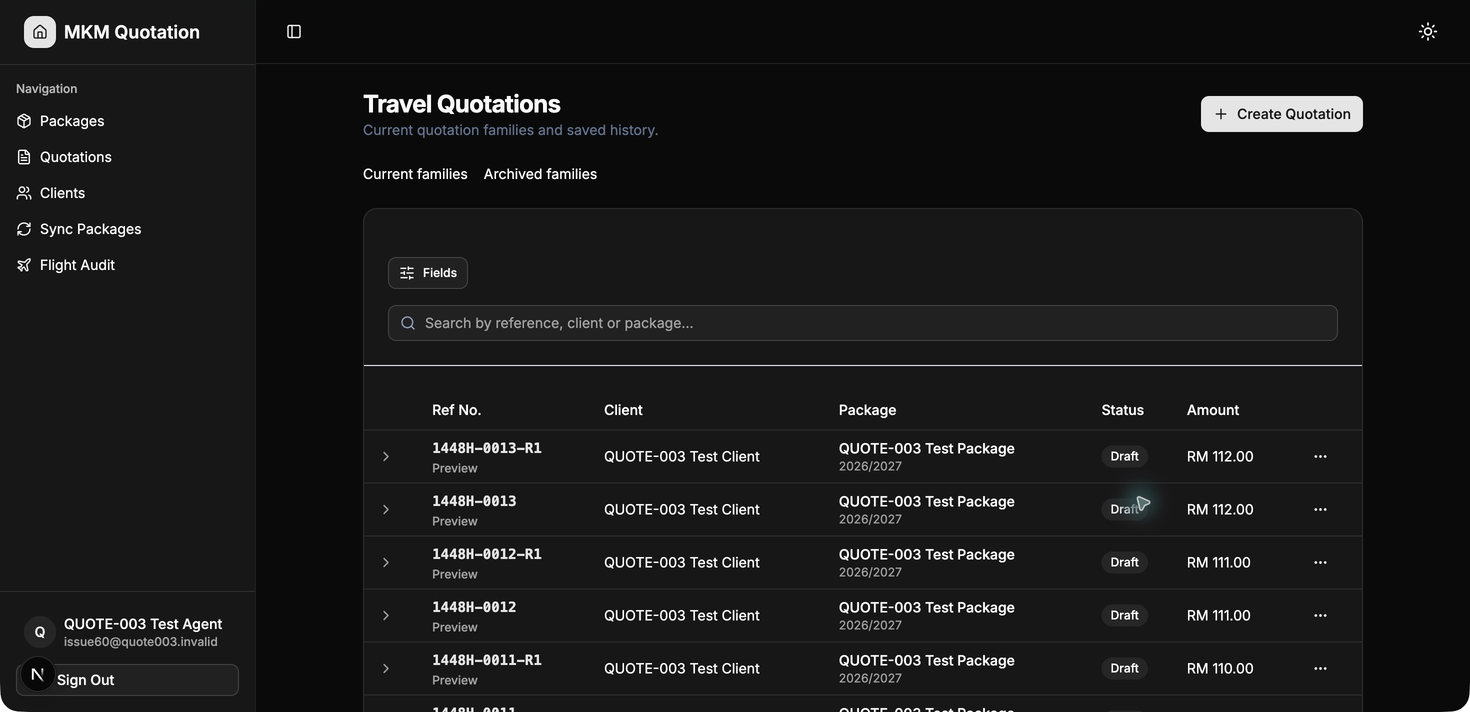 MKM Quotation
Navigation
Packages
Quotations
Clients
Sync Packages
Flight Audit
QUOTE-003 Test Agent
Q
issue60@quote003.invalid
N
Sign Out
Travel Quotations
Current quotation families and saved history.
Create Quotation
Current families Archived families
Fields
Search by reference, client or package...
Ref No. Client Package Status Amount
1448H-0013-R1 QUOTE-003 Test Client QUOTE-003 Test Package Draft RM 112.00 ...
Preview 2026/2027
1448H-0013 QUOTE-003 Test Client QUOTE-003 Test Package Draft RM 112.00 ...
Preview 2026/2027
1448H-0012-R1 QUOTE-003 Test Client QUOTE-003 Test Package Draft RM 111.00 ...
Preview 2026/2027
1448H-0012 QUOTE-003 Test Client QUOTE-003 Test Package Draft RM 111.00 ...
Preview 2026/2027
1448H-0011-R1 QUOTE-003 Test Client QUOTE-003 Test Package Draft RM 110.00 ...
Preview 2026/2027